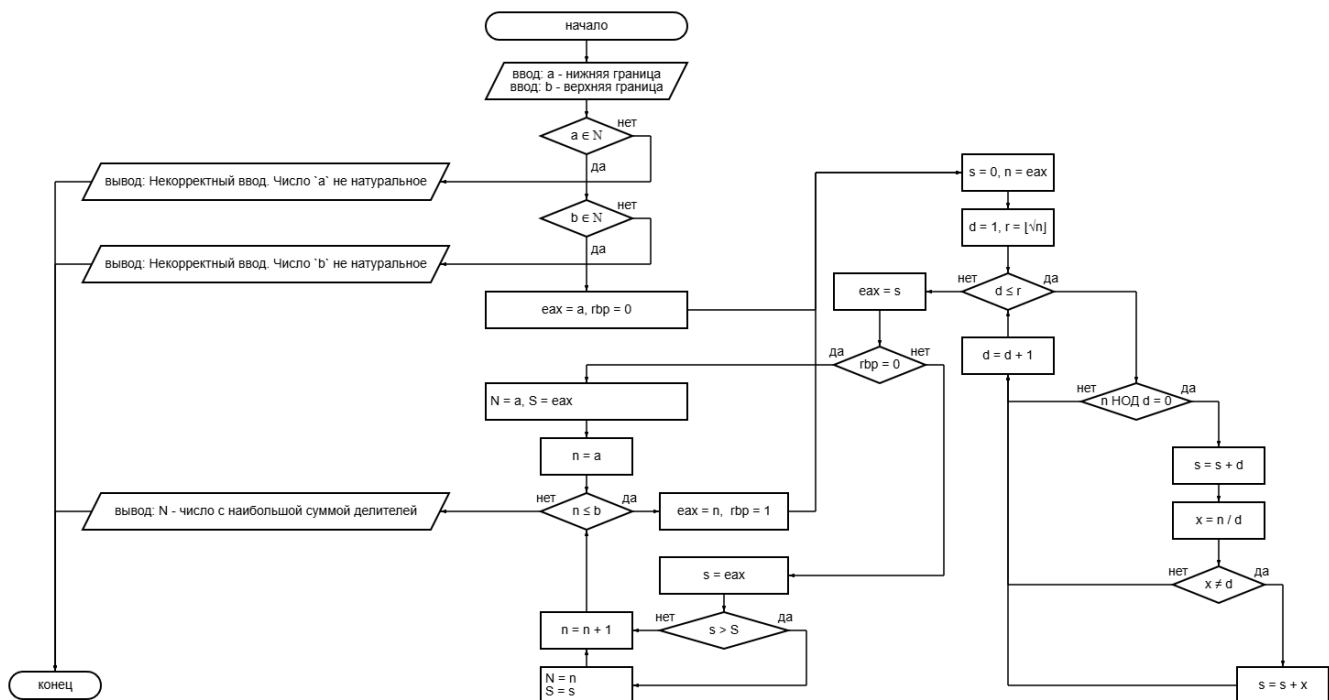 начало
ввод: a - нижняя граница
ввод: b - верхняя граница
нет
a ∈ N
да
вывод: Некорректный ввод. Число `a` не натуральное
нет
b ∈ N
да
вывод: Некорректный ввод. Число `b` не натуральное
eax = a, rbp = 0
s = 0, n = eax
d = 1, r = ⌊√n⌋
нет
d ≤ r
да
eax = s
d = d + 1
да
rbp = 0
нет
N = a, S = eax
нет
n НОД d = 0
да
n = a
s = s + d
нет
n ≤ b
да
вывод: N - число с наибольшой суммой делителей
eax = n, rbp = 1
x = n / d
s = eax
нет
x ≠ d
да
n = n + 1
нет
s > S
да
N = n
S = s
s = s + x
конец